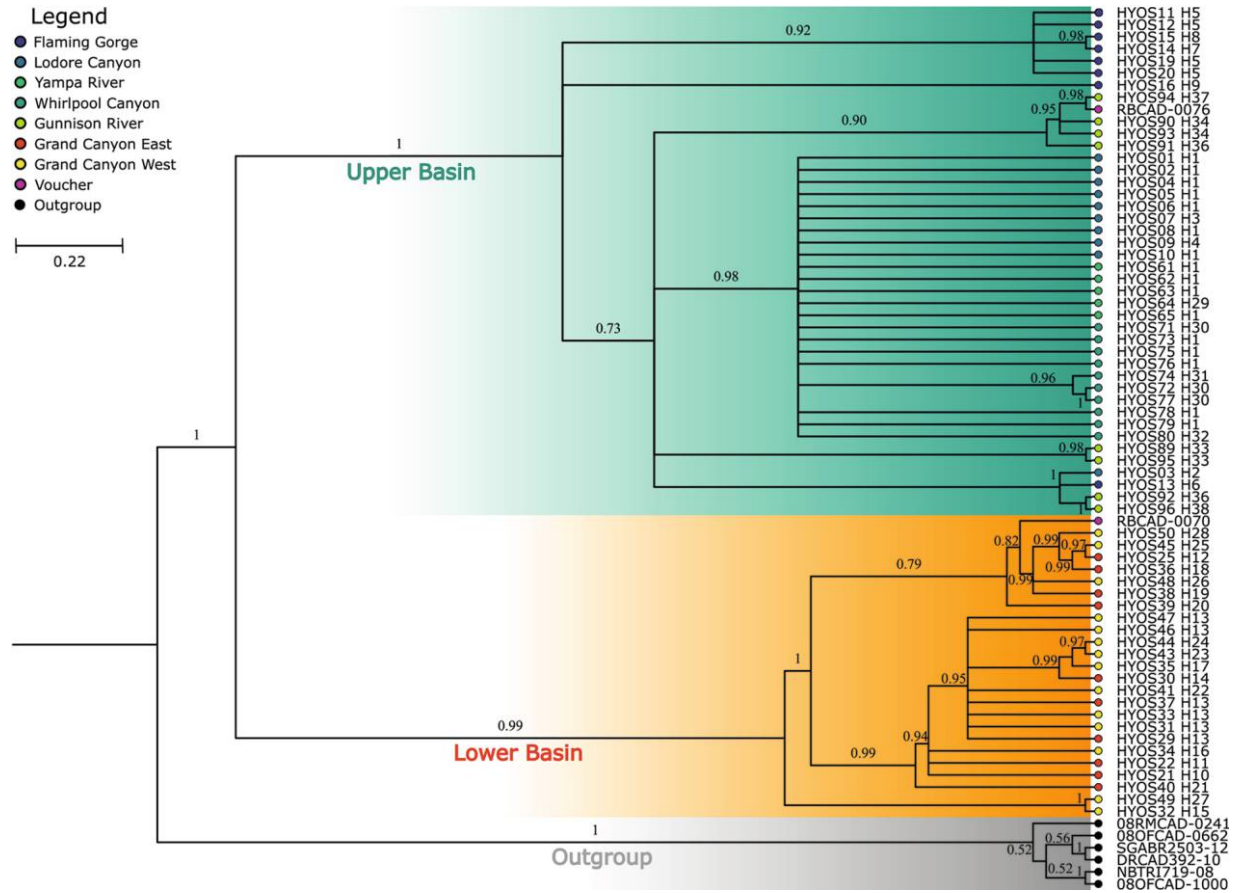 Legend
Flaming Gorge
Lodore Canyon
Yampa River
Whirlpool Canyon
Gunnison River
Grand Canyon East
Grand Canyon West
Voucher
Outgroup
0.22
Upper Basin
Lower Basin
Outgroup
1
1
0.92
0.98
0.98
0.95
0.90
0.98
0.73
0.96
1
0.98
1
1
0.99
0.79
0.82
0.99
0.99
0.97
0.99
1
0.97
0.99
0.95
0.94
0.99
1
1
0.52
0.56
1
0.52
1
HYOS11 H5
HYOS12 H5
HYOS15 H8
HYOS14 H7
HYOS19 H5
HYOS20 H5
HYOS16 H9
HYOS94 H37
RBCAD-0076
HYOS90 H34
HYOS93 H34
HYOS91 H36
HYOS01 H1
HYOS02 H1
HYOS04 H1
HYOS05 H1
HYOS06 H1
HYOS07 H3
HYOS08 H1
HYOS09 H4
HYOS10 H1
HYOS61 H1
HYOS62 H1
HYOS63 H1
HYOS64 H29
HYOS65 H1
HYOS71 H30
HYOS73 H1
HYOS75 H1
HYOS76 H1
HYOS74 H31
HYOS72 H30
HYOS77 H30
HYOS78 H1
HYOS79 H1
HYOS80 H32
HYOS89 H33
HYOS95 H33
HYOS03 H2
HYOS13 H6
HYOS92 H36
HYOS96 H38
RBCAD-0070
HYOS50 H28
HYOS45 H25
HYOS25 H12
HYOS36 H18
HYOS48 H26
HYOS38 H19
HYOS39 H20
HYOS47 H13
HYOS46 H13
HYOS44 H24
HYOS43 H23
HYOS35 H17
HYOS30 H14
HYOS41 H22
HYOS37 H13
HYOS33 H13
HYOS31 H13
HYOS29 H13
HYOS34 H16
HYOS22 H11
HYOS21 H10
HYOS40 H21
HYOS49 H27
HYOS32 H15
08RMCAD-0241
08OFCAD-0662
SGABR2503-12
DRCAD392-10
NBTRI719-08
08OFCAD-1000